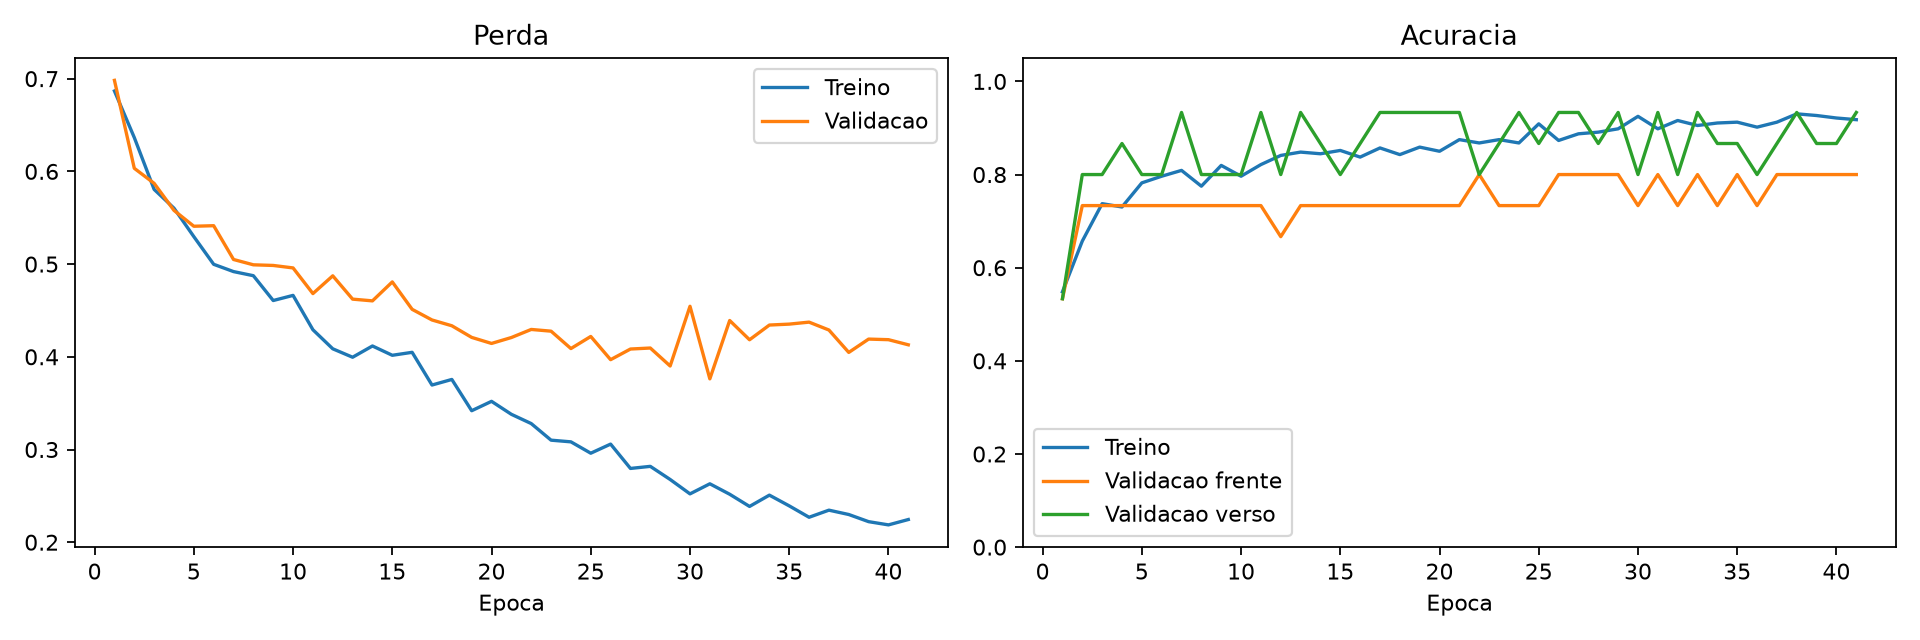 Perda
0.7
0.6
0.5
0.4
0.3
0.2
0 5 10 15 20 25 30 35 40
Epoca
Treino
Validacao
Acuracia
1.0
0.8
0.6
0.4
0.2
0.0
0 5 10 15 20 25 30 35 40
Epoca
Treino
Validacao frente
Validacao verso